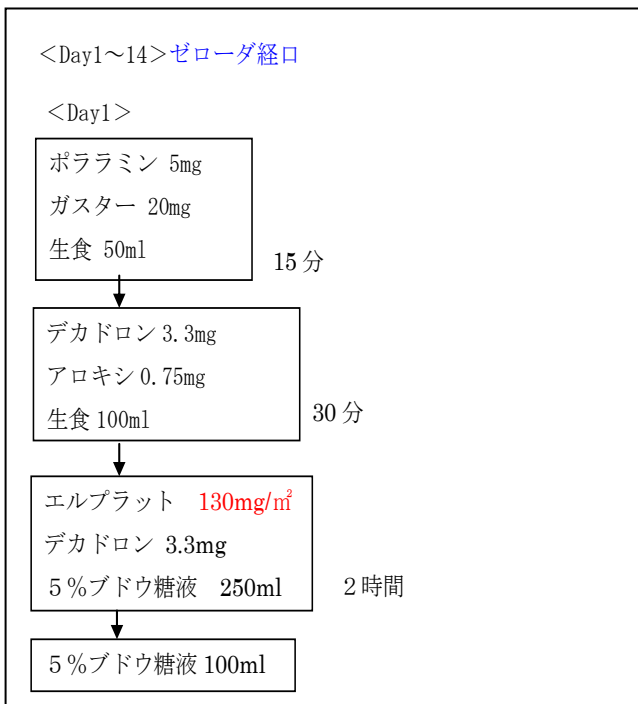 ＜Day1～14＞ゼローダ経口
＜Day1＞
ポララミン 5mg
ガスター 20mg
生食 50ml
15分
デカドロン 3.3mg
アロキシ 0.75mg
生食 100ml
30分
エルプラット 130mg/㎡
デカドロン 3.3mg
５％ブドウ糖液 250ml
２時間
５％ブドウ糖液 100ml